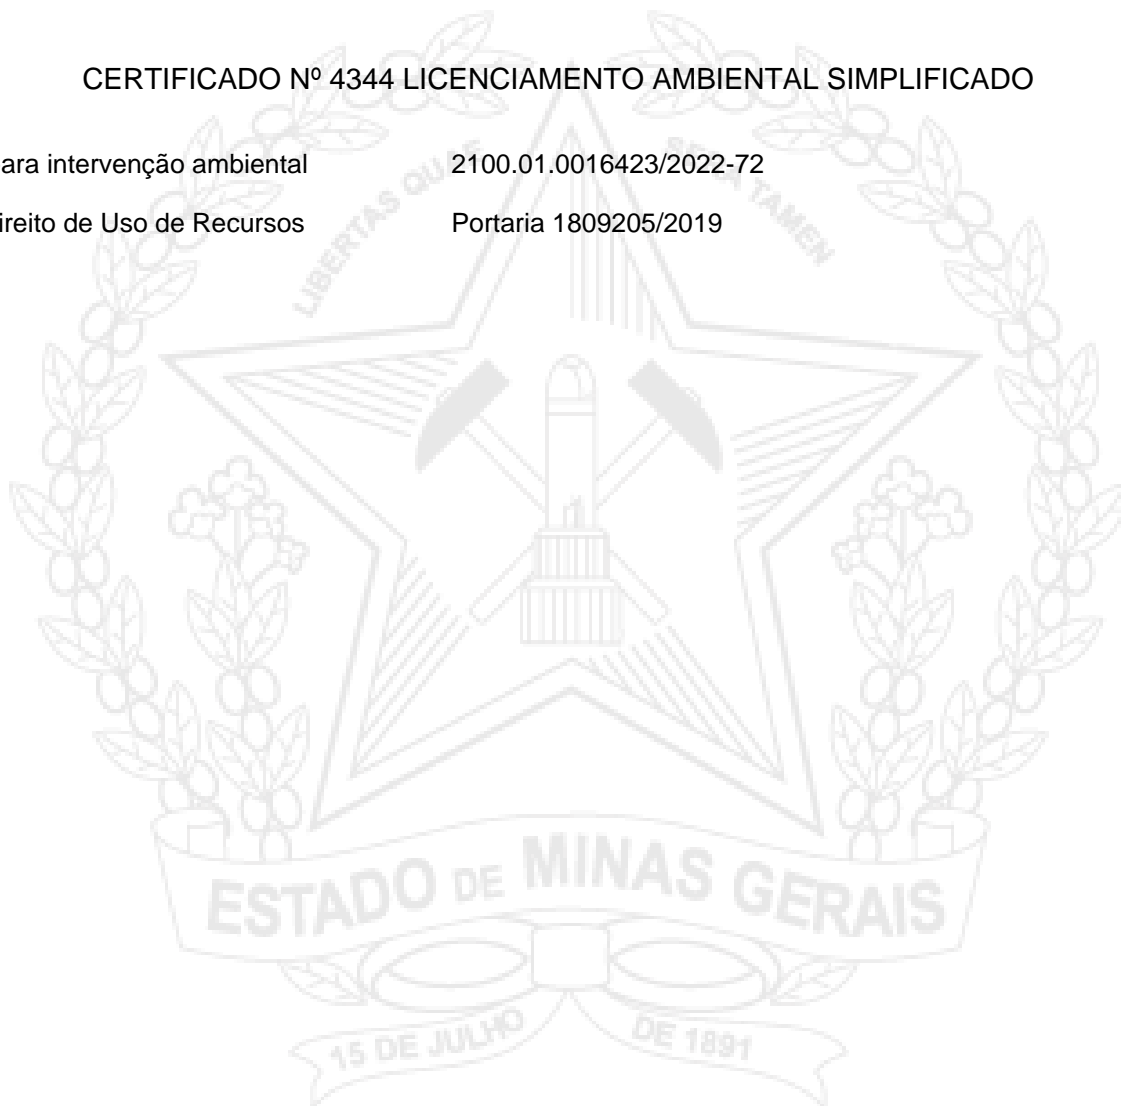 CERTIFICADO Nº 4344 LICENCIAMENTO AMBIENTAL SIMPLIFICADO
ara intervenção ambiental 2100.01.0016423/2022-72
ireito de Uso de Recursos Portaria 1809205/2019
LIBERTAS QUAE SERA TAMEN
ESTADO DE MINAS GERAIS
15 DE JULHO DE 1891